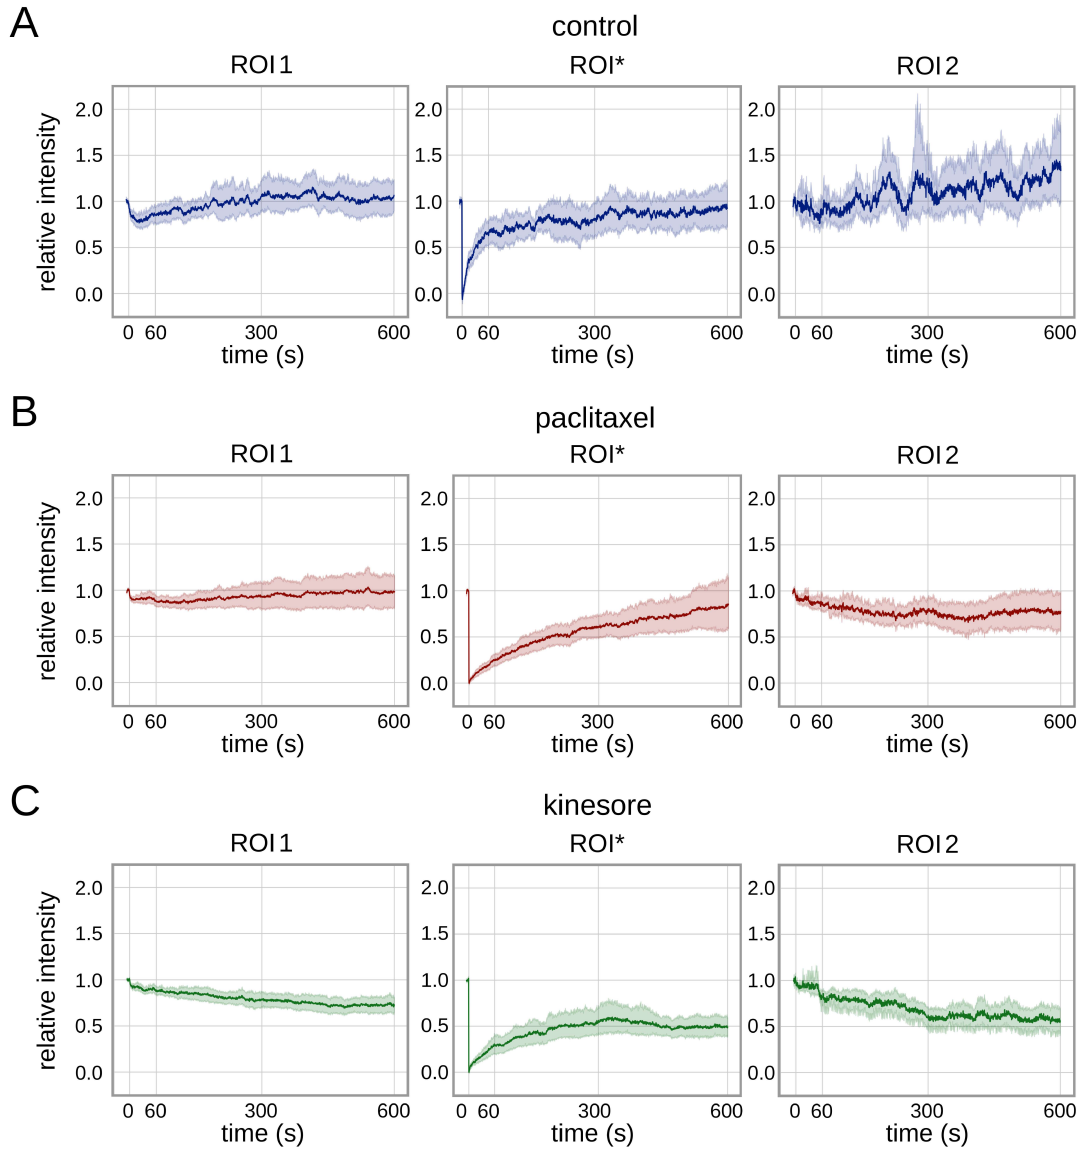 A
control
ROI 1 ROI* ROI 2
relative intensity
2.0 2.0 2.0
1.5 1.5 1.5
1.0 1.0 1.0
0.5 0.5 0.5
0.0 0.0 0.0
0 60 300 600 0 60 300 600 0 60 300 600
time (s) time (s) time (s)
B
paclitaxel
ROI 1 ROI* ROI 2
relative intensity
2.0 2.0 2.0
1.5 1.5 1.5
1.0 1.0 1.0
0.5 0.5 0.5
0.0 0.0 0.0
0 60 300 600 0 60 300 600 0 60 300 600
time (s) time (s) time (s)
C
kinesore
ROI 1 ROI* ROI 2
relative intensity
2.0 2.0 2.0
1.5 1.5 1.5
1.0 1.0 1.0
0.5 0.5 0.5
0.0 0.0 0.0
0 60 300 600 0 60 300 600 0 60 300 600
time (s) time (s) time (s)